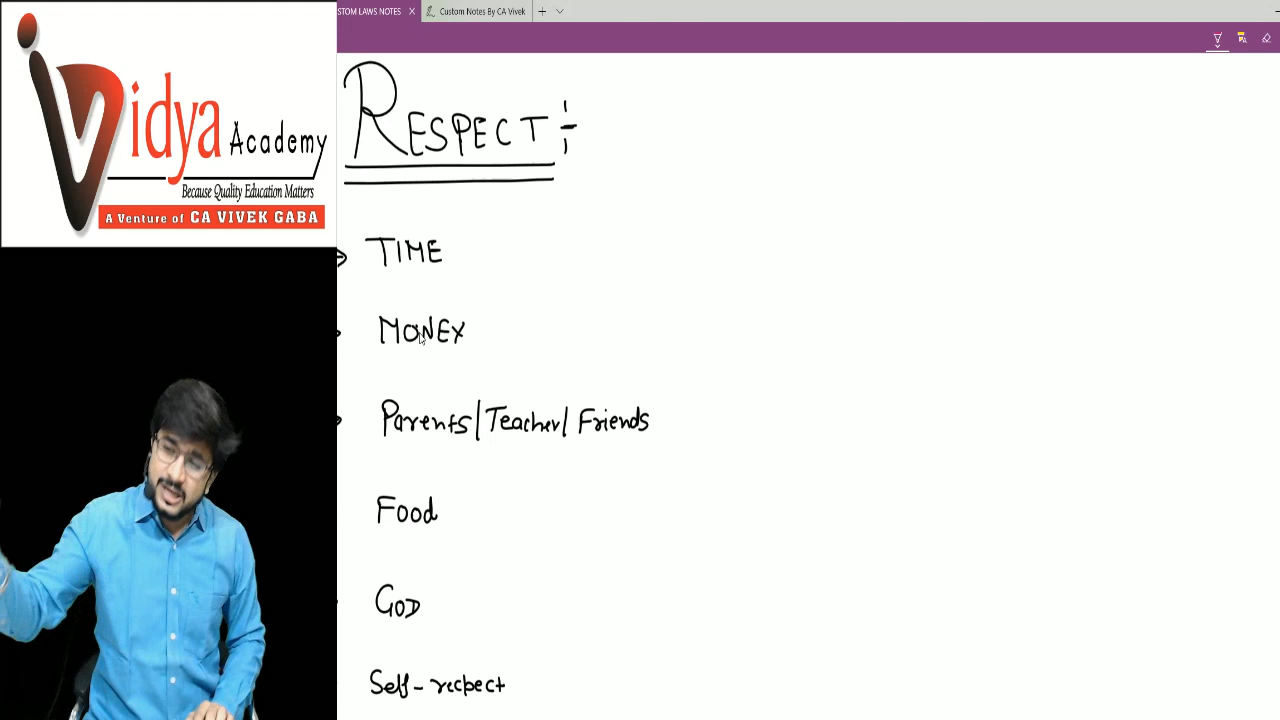 STOM LAWS NOTES
Custom Notes By CA Vivek
Vidya Academy
Because Quality Education Matters
A Venture of CA VIVEK GABA
RESPECT :-
TIME
MONEY
Parents/Teacher/Friends
Food
GOD
Self-recpect